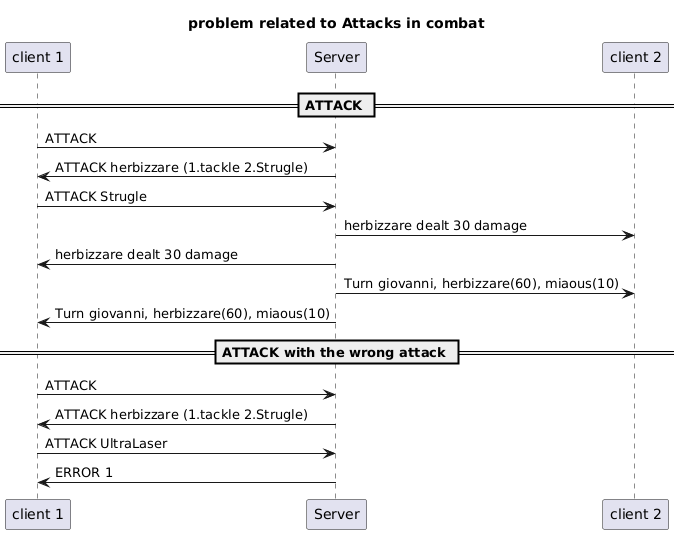 problem related to Attacks in combat
client 1
Server
client 2
ATTACK
ATTACK
ATTACK herbizzare (1.tackle 2.Strugle)
ATTACK Strugle
herbizzare dealt 30 damage
herbizzare dealt 30 damage
Turn giovanni, herbizzare(60), miaous(10)
Turn giovanni, herbizzare(60), miaous(10)
ATTACK with the wrong attack
ATTACK
ATTACK herbizzare (1.tackle 2.Strugle)
ATTACK UltraLaser
ERROR 1
client 1
Server
client 2